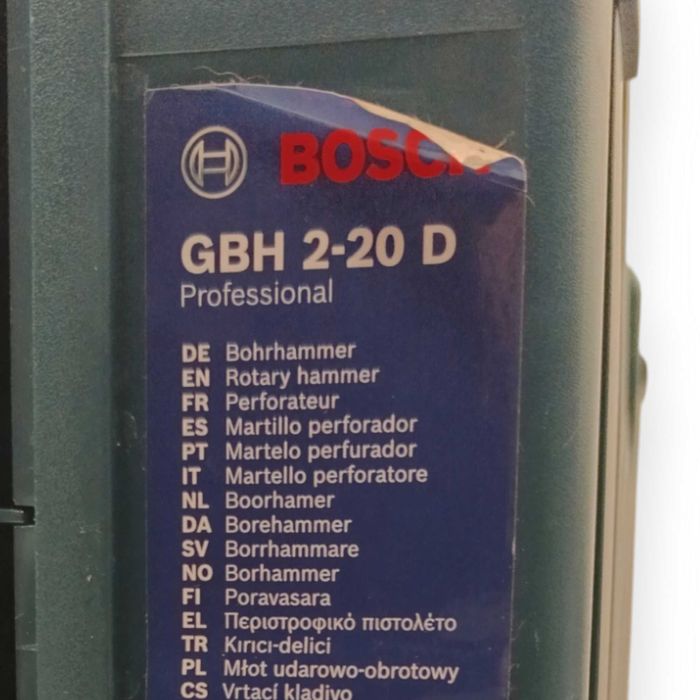 BOSCH
GBH 2-20 D
Professional
DE Bohrhammer
EN Rotary hammer
FR Perforateur
ES Martillo perforador
PT Martelo perfurador
IT Martello perforatore
NL Boorhamer
DA Borehammer
SV Borrhammare
NO Borhammer
FI Poravasara
EL Περιστροφικό πιστολέτο
TR Kırıcı-delici
PL Młot udarowo-obrotowy
CS Vrtací kladivo